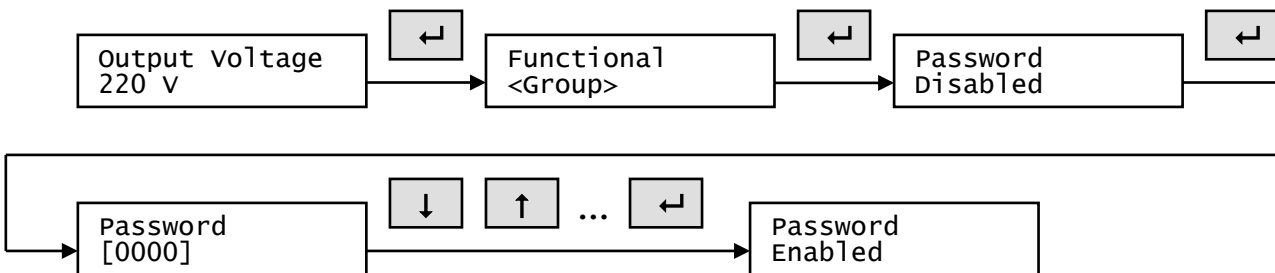 ↵ ↵ ↵
Output Voltage
220 V
Functional
<Group>
Password
Disabled
↓ ↑ ... ↵
Password
[0000]
Password
Enabled